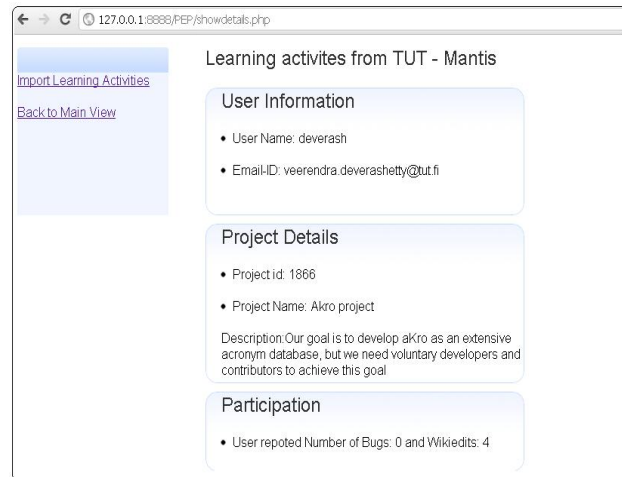 127.0.0.1:8888/PEP/showdetails.php
Import Learning Activities
Back to Main View
Learning activites from TUT - Mantis
User Information
User Name: deverash
Email-ID: veerendra.deverashetty@tut.fi
Project Details
Project id: 1866
Project Name: Akro project
Description:Our goal is to develop aKro as an extensive
acronym database, but we need voluntary developers and
contributors to achieve this goal
Participation
User repoted Number of Bugs: 0 and Wikiedits: 4